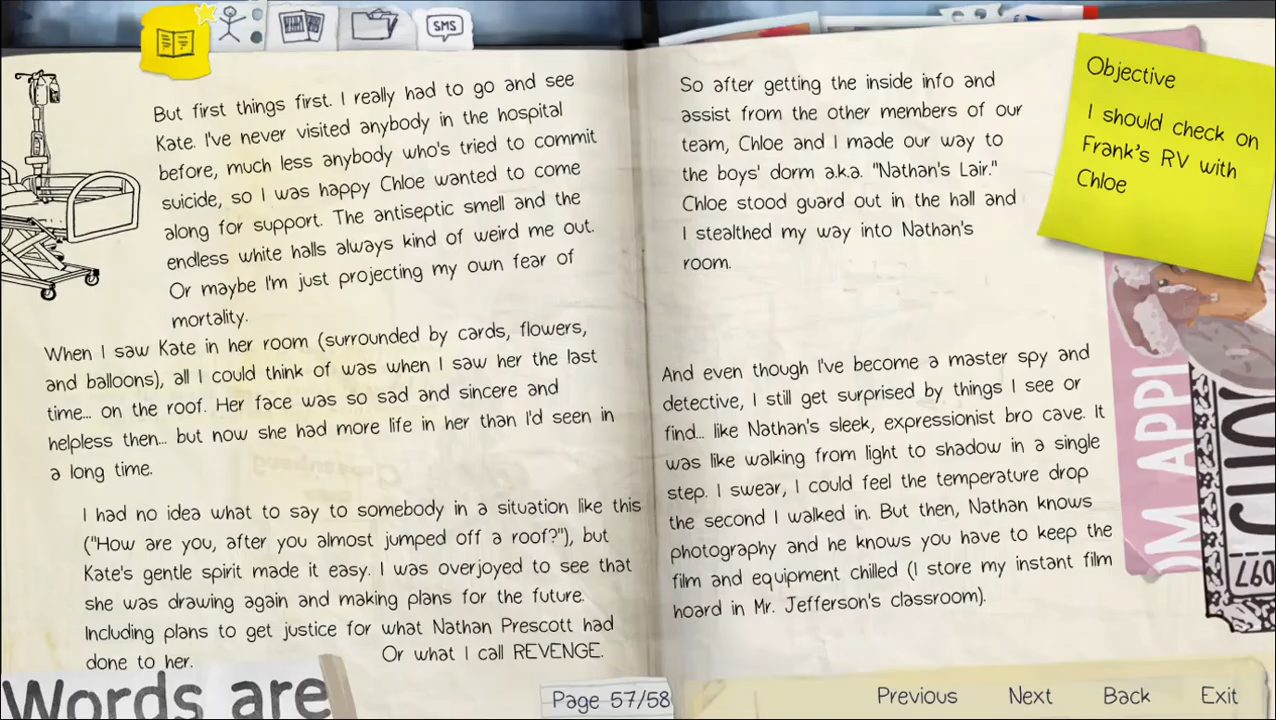 SMS
But first things first. I really had to go and see
Kate. I've never visited anybody in the hospital
before, much less anybody who's tried to commit
suicide, so I was happy Chloe wanted to come
along for support. The antiseptic smell and the
endless white halls always kind of weird me out.
Or maybe I'm just projecting my own fear of
mortality.
When I saw Kate in her room (surrounded by cards, flowers,
and balloons), all I could think of was when I saw her the last
time... on the roof. Her face was so sad and sincere and
helpless then... but now she had more life in her than I'd seen in
a long time.
I had no idea what to say to somebody in a situation like this
("How are you, after you almost jumped off a roof?"), but
Kate's gentle spirit made it easy. I was overjoyed to see that
she was drawing again and making plans for the future.
Including plans to get justice for what Nathan Prescott had
done to her.
Or what I call REVENGE.
Words are
So after getting the inside info and
assist from the other members of our
team, Chloe and I made our way to
the boys' dorm a.k.a. "Nathan's Lair."
Chloe stood guard out in the hall and
I stealthed my way into Nathan's
room.
And even though I've become a master spy and
detective, I still get surprised by things I see or
find... like Nathan's sleek, expressionist bro cave. It
was like walking from light to shadow in a single
step. I swear, I could feel the temperature drop
the second I walked in. But then, Nathan knows
photography and he knows you have to keep the
film and equipment chilled (I store my instant film
hoard in Mr. Jefferson's classroom).
Objective
I should check on
Frank's RV with
Chloe
OM APPI
Page 57/58
Previous
Next
Back
Exit